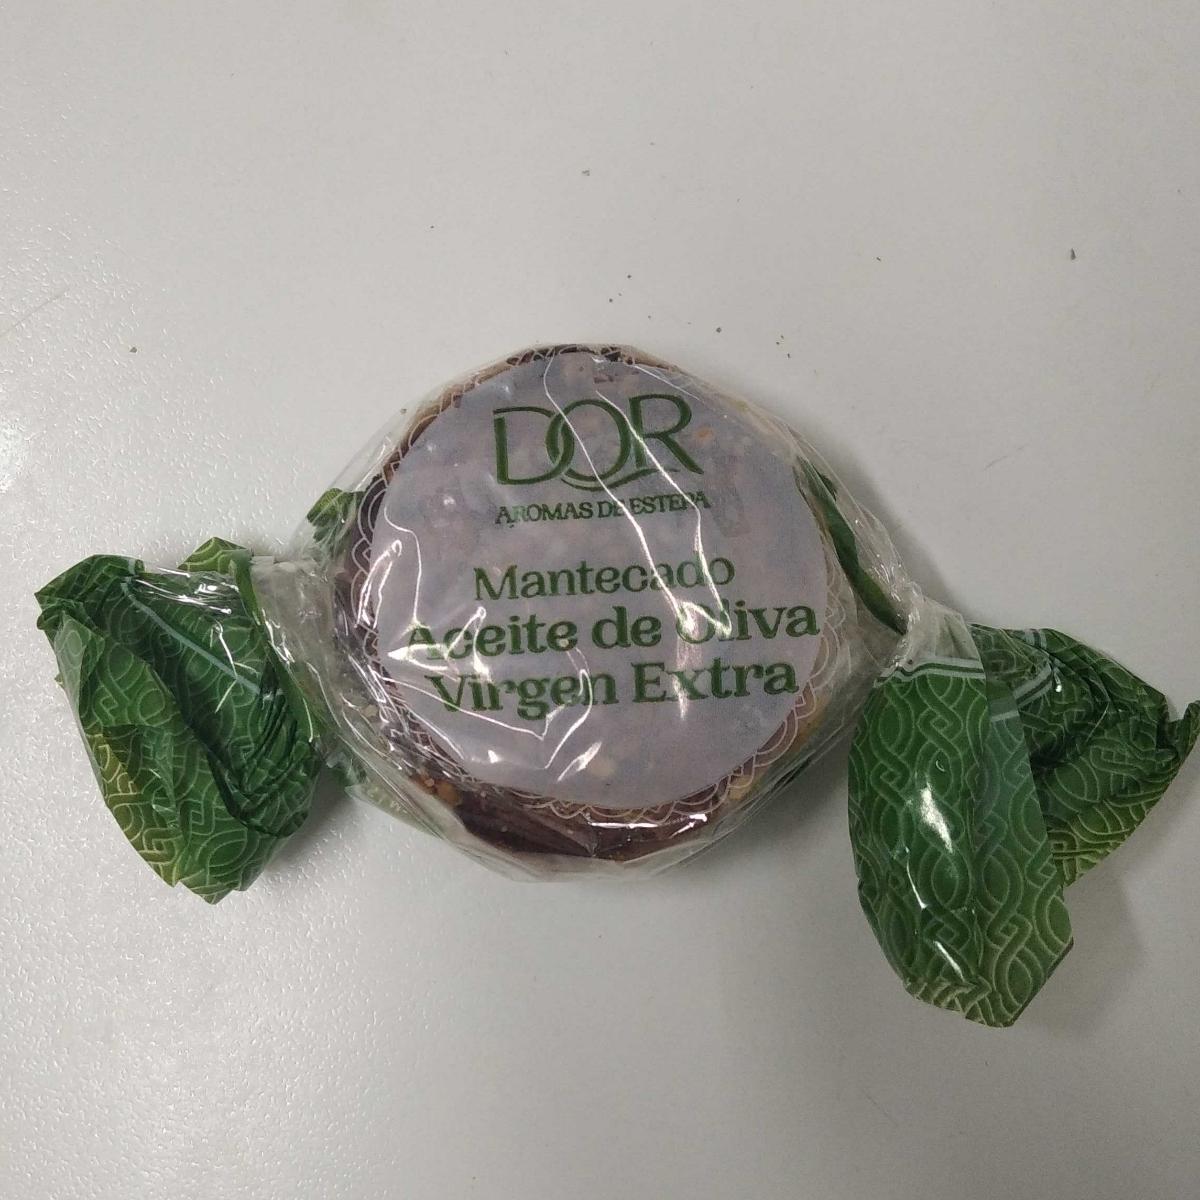 DOR
AROMAS DE ESTEPA
Mantecado
Aceite de Oliva
Virgen Extra